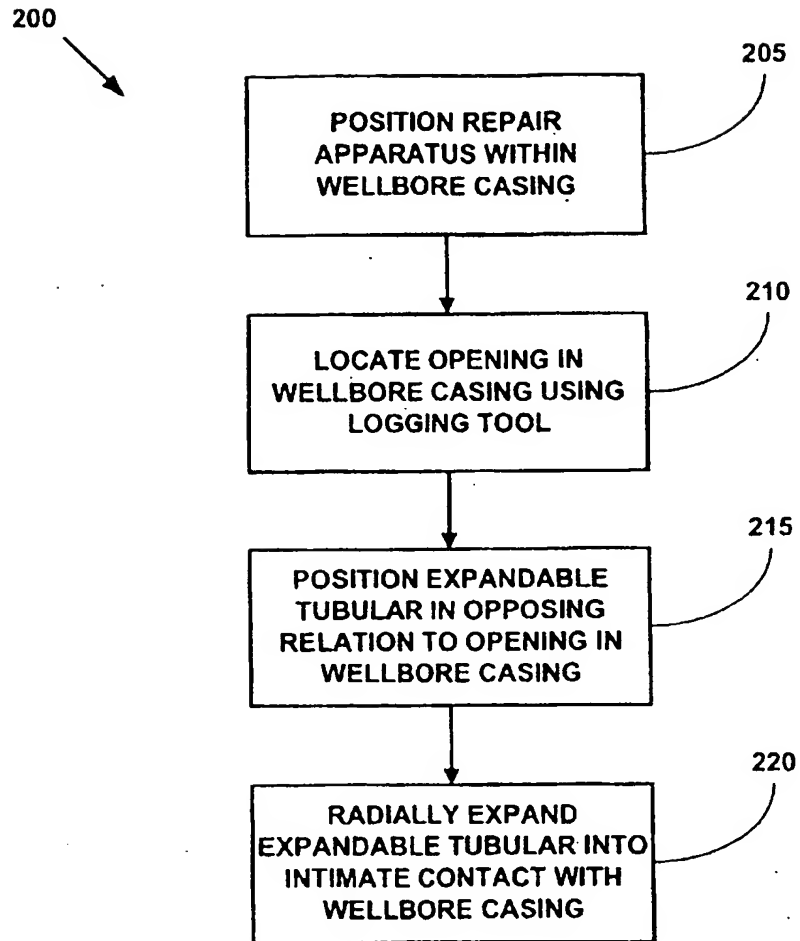 200
205
POSITION REPAIR
APPARATUS WITHIN
WELLBORE CASING
210
LOCATE OPENING IN
WELLBORE CASING USING
LOGGING TOOL
215
POSITION EXPANDABLE
TUBULAR IN OPPOSING
RELATION TO OPENING IN
WELLBORE CASING
220
RADIALLY EXPAND
EXPANDABLE TUBULAR INTO
INTIMATE CONTACT WITH
WELLBORE CASING